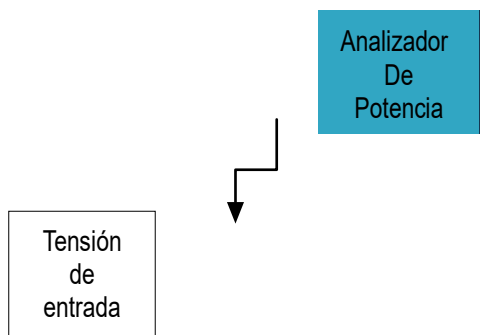 Analizador
De
Potencia
Tensión
de
entrada